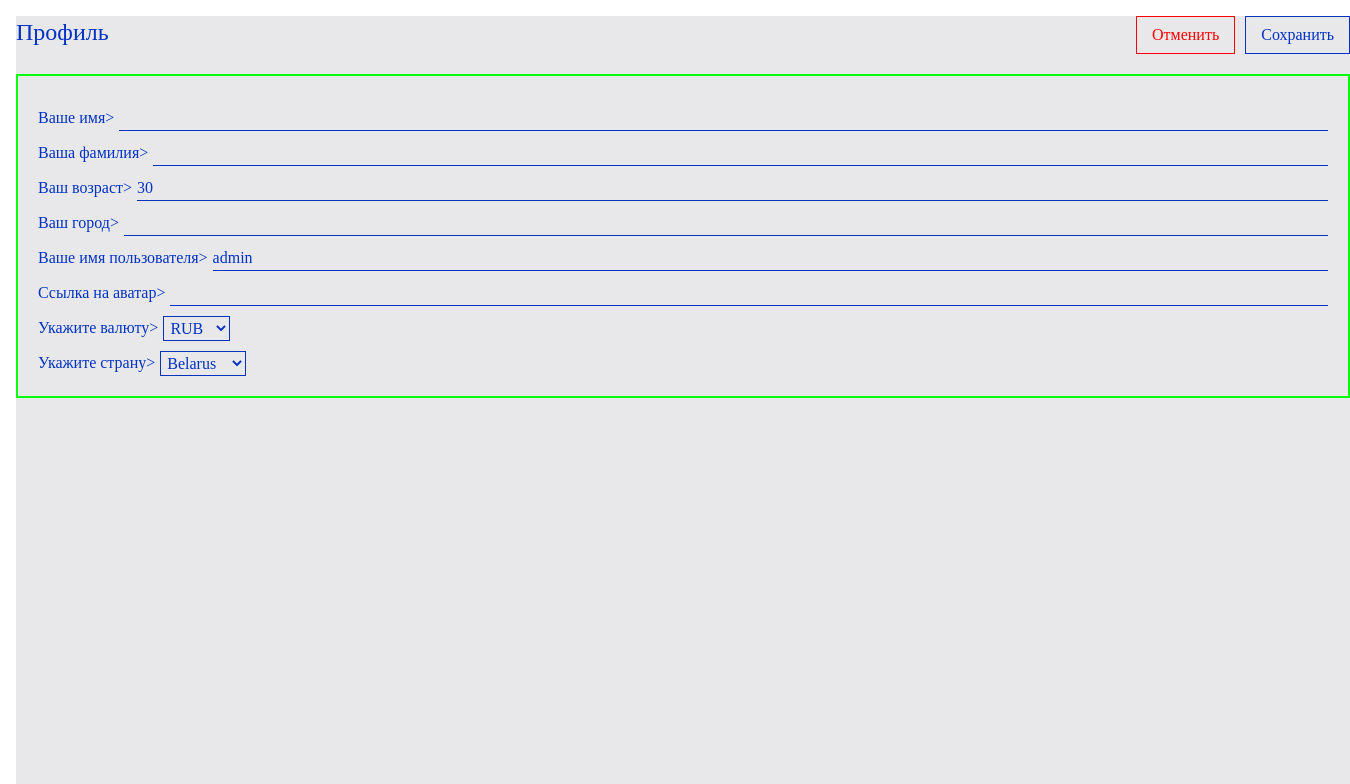 Профиль
Отменить
Сохранить
Ваше имя>
Ваша фамилия>
Ваш возраст> 30
Ваш город>
Ваше имя пользователя> admin
Ссылка на аватар>
Укажите валюту> RUB
Укажите страну> Belarus